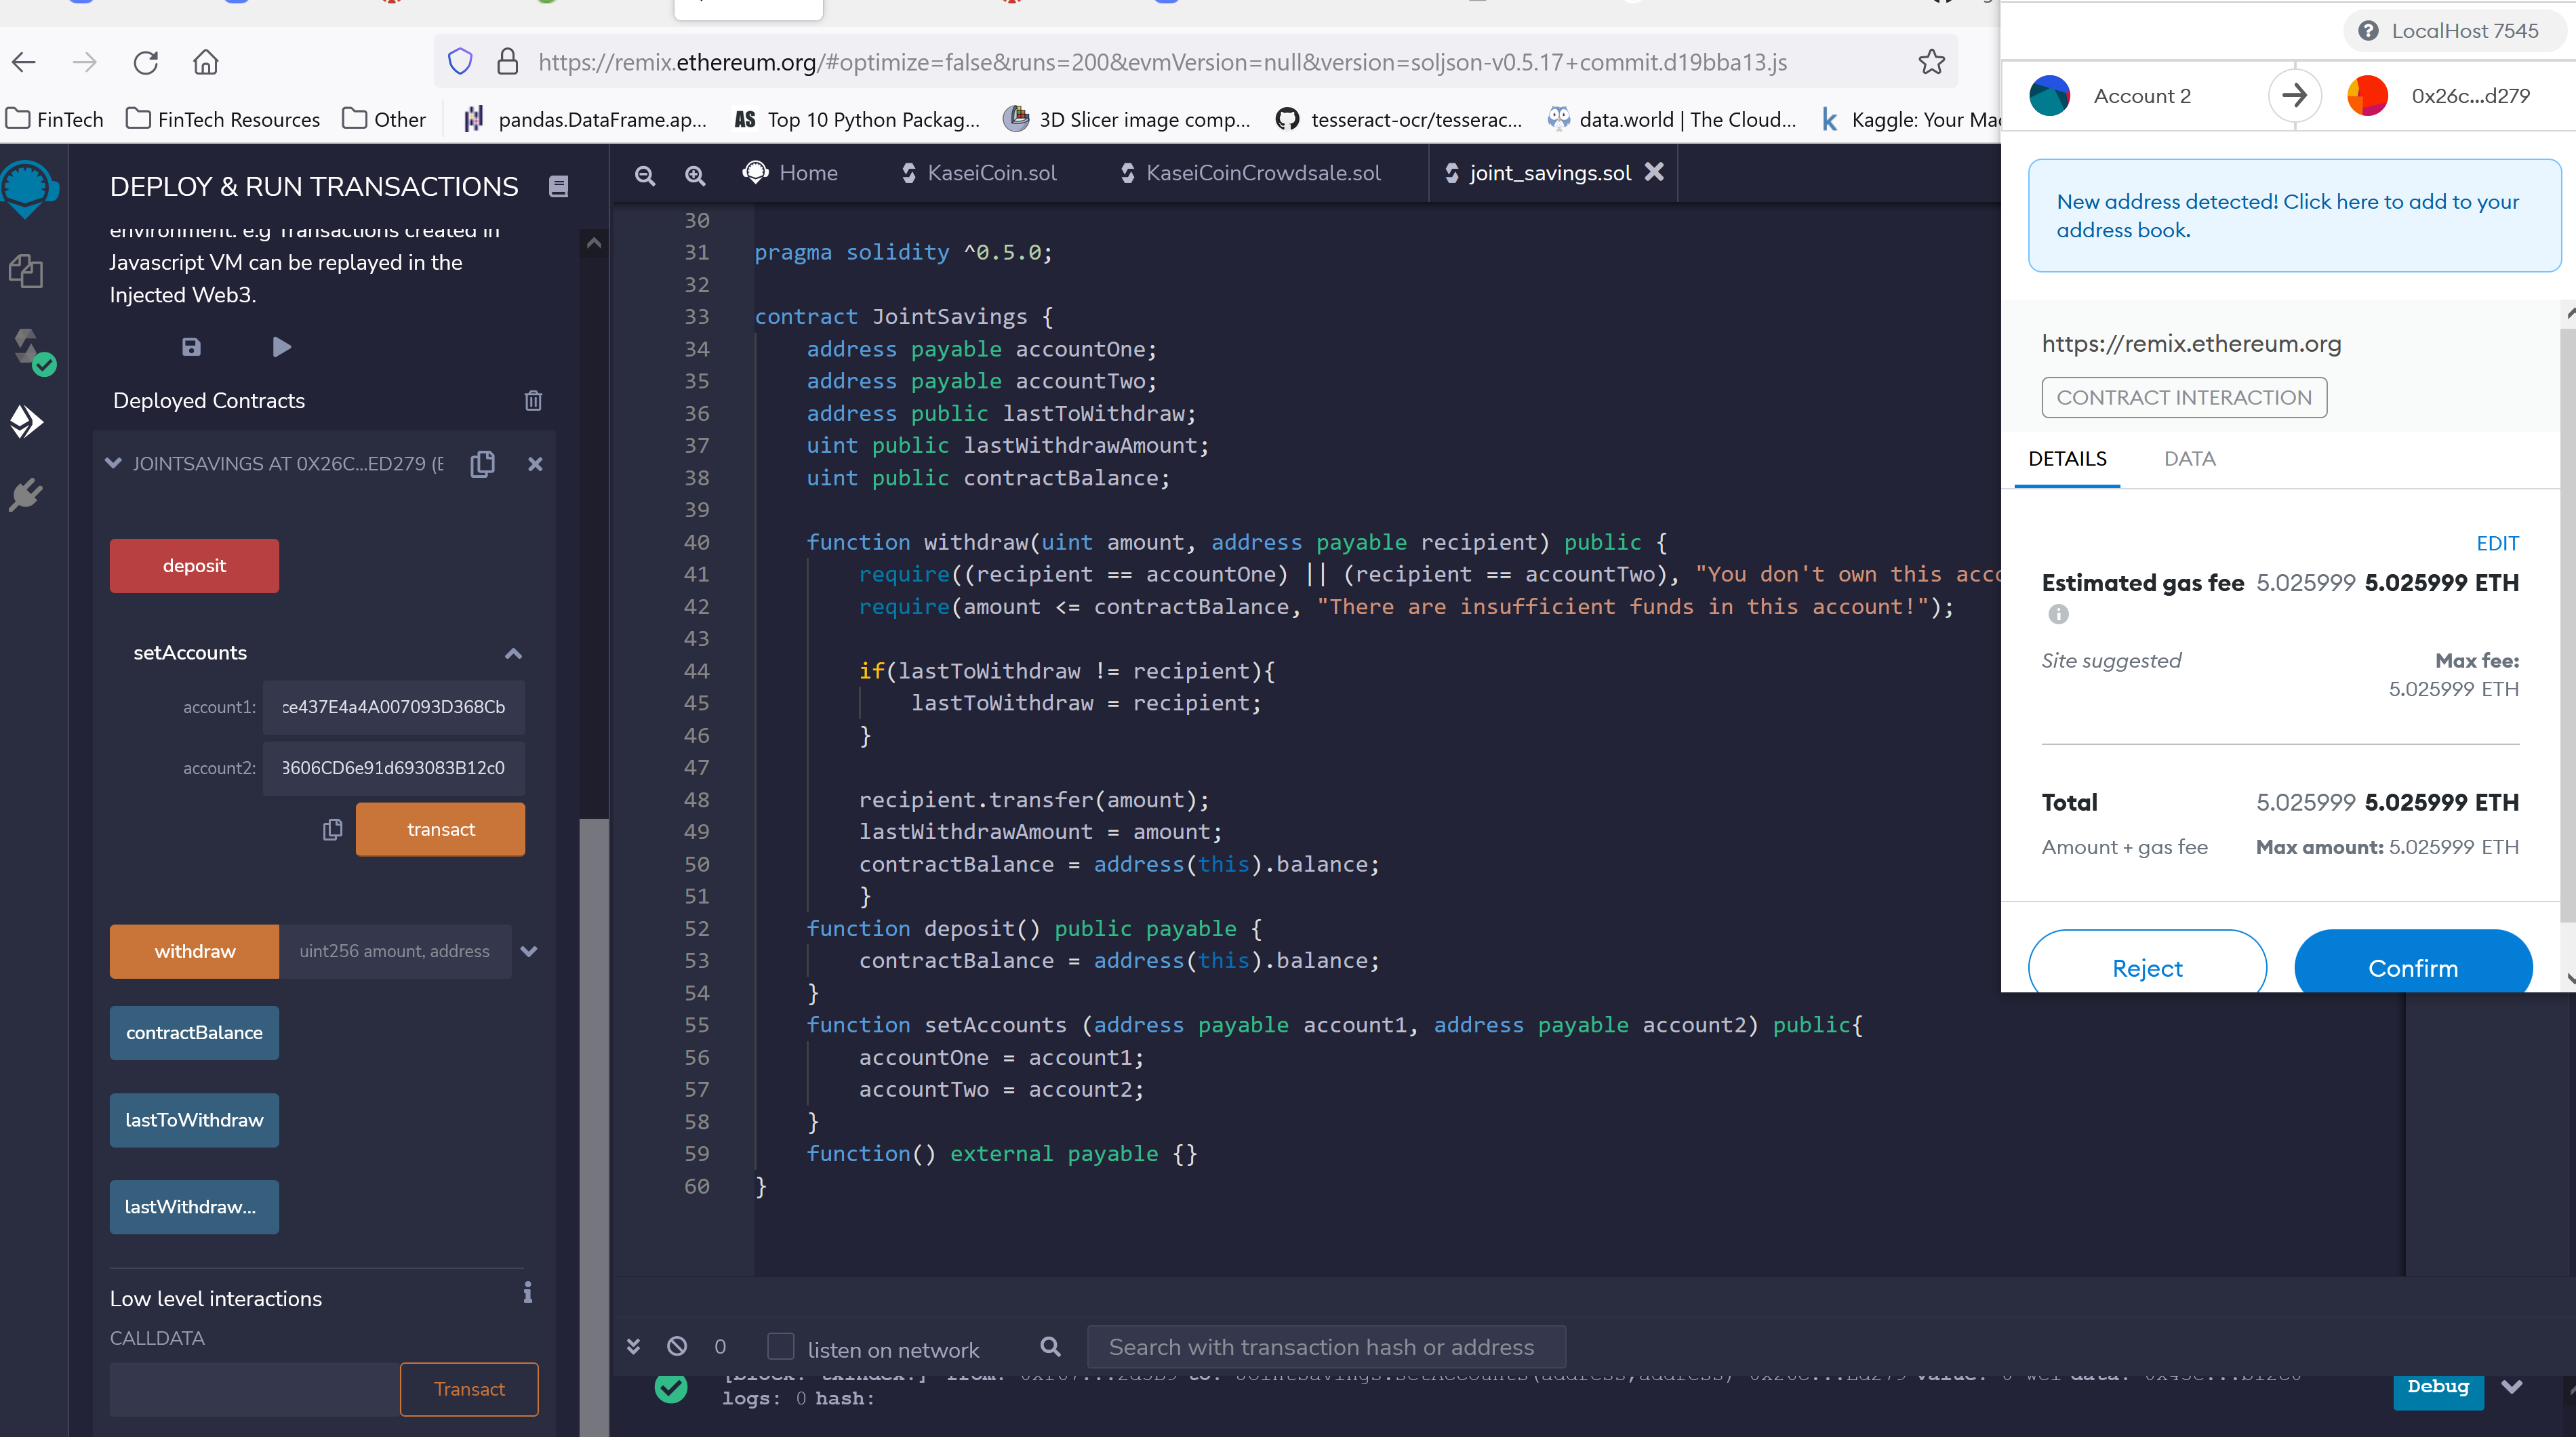 LocalHost 7545
https://remix.ethereum.org/#optimize=false&runs=200&evmVersion=null&version=soljson-v0.5.17+commit.d19bba13.js
FinTech
FinTech Resources
Other
pandas.DataFrame.ap...
AS Top 10 Python Packag...
3D Slicer image comp...
tesseract-ocr/tesserac...
data.world | The Cloud...
k Kaggle: Your Mac
Account 2
0x26c...d279
DEPLOY & RUN TRANSACTIONS
environment. e.g Transactions created in
Javascript VM can be replayed in the
Injected Web3.
Deployed Contracts
JOINTSAVINGS AT 0X26C...ED279 (E
deposit
setAccounts
account1: ce437E4a4A007093D368Cb
account2: 3606CD6e91d693083B12c0
transact
withdraw
uint256 amount, address
contractBalance
lastToWithdraw
lastWithdraw...
Low level interactions
CALLDATA
Transact
Home
KaseiCoin.sol
KaseiCoinCrowdsale.sol
joint_savings.sol
30
31 pragma solidity ^0.5.0;
32
33 contract JointSavings {
34 address payable accountOne;
35 address payable accountTwo;
36 address public lastToWithdraw;
37 uint public lastWithdrawAmount;
38 uint public contractBalance;
39
40 function withdraw(uint amount, address payable recipient) public {
41 require((recipient == accountOne) || (recipient == accountTwo), "You don't own this acco
42 require(amount <= contractBalance, "There are insufficient funds in this account!");
43
44 if(lastToWithdraw != recipient){
45 lastToWithdraw = recipient;
46 }
47
48 recipient.transfer(amount);
49 lastWithdrawAmount = amount;
50 contractBalance = address(this).balance;
51 }
52 function deposit() public payable {
53 contractBalance = address(this).balance;
54 }
55 function setAccounts (address payable account1, address payable account2) public{
56 accountOne = account1;
57 accountTwo = account2;
58 }
59 function() external payable {}
60 }
0
listen on network
Search with transaction hash or address
logs: 0 hash:
Debug
New address detected! Click here to add to your
address book.
https://remix.ethereum.org
CONTRACT INTERACTION
DETAILS
DATA
EDIT
Estimated gas fee 5.025999 5.025999 ETH
Site suggested
Max fee:
5.025999 ETH
Total 5.025999 5.025999 ETH
Amount + gas fee Max amount: 5.025999 ETH
Reject
Confirm